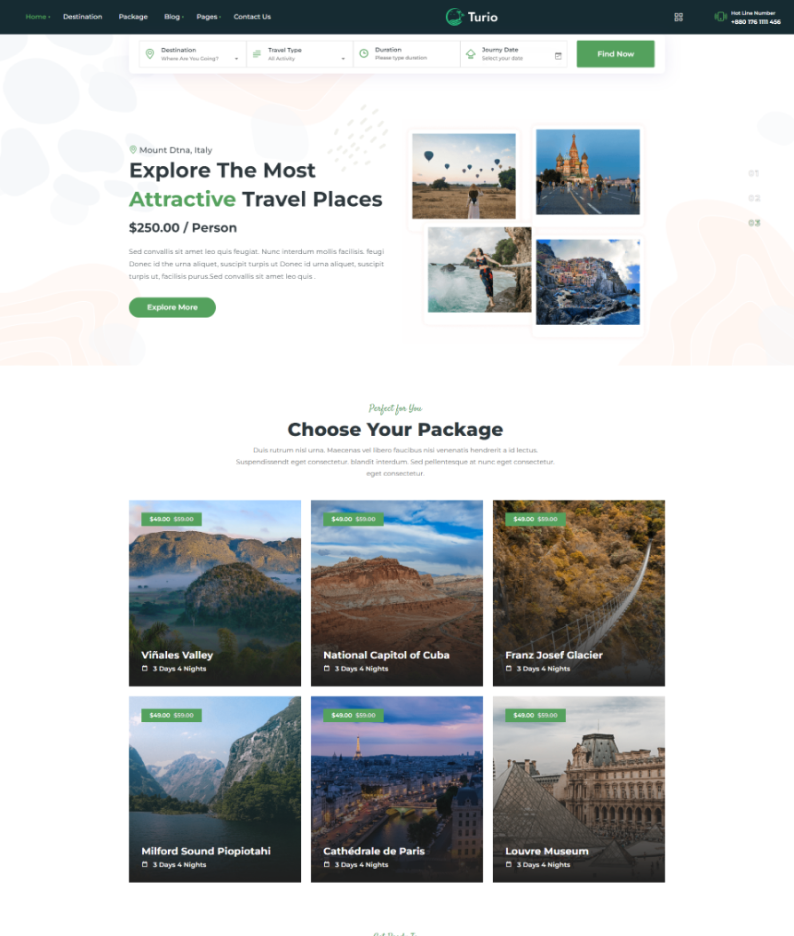 Home
Destination
Package
Blog
Pages
Contact Us
Turio
Hot Line Number
+880 176 1111 456
Destination
Where Are You Going?
Travel Type
All Activity
Duration
Please type duration
Journy Date
Select your date
Find Now
Mount Dtna, Italy
Explore The Most
Attractive Travel Places
$250.00 / Person
Sed convallis sit amet leo quis feugiat. Nunc interdum mollis facilisis. feugi
Donec id the urna aliquet, suscipit turpis ut Donec id urna aliquet, suscipit
turpis ut, facilisis purus.Sed convallis sit amet leo quis .
Explore More
01
02
03
Perfect for You
Choose Your Package
Duis rutrum nisl urna. Maecenas vel libero faucibus nisi venenatis hendrerit a id lectus.
Suspendissendt eget consectetur. blandit interdum. Sed pellentesque at nunc eget consectetur.
eget consectetur.
$49.00 $59.00
Viñales Valley
3 Days 4 Nights
$49.00 $59.00
National Capitol of Cuba
3 Days 4 Nights
$49.00 $59.00
Franz Josef Glacier
3 Days 4 Nights
$49.00 $59.00
Milford Sound Piopiotahi
3 Days 4 Nights
$49.00 $59.00
Cathédrale de Paris
3 Days 4 Nights
$49.00 $59.00
Louvre Museum
3 Days 4 Nights